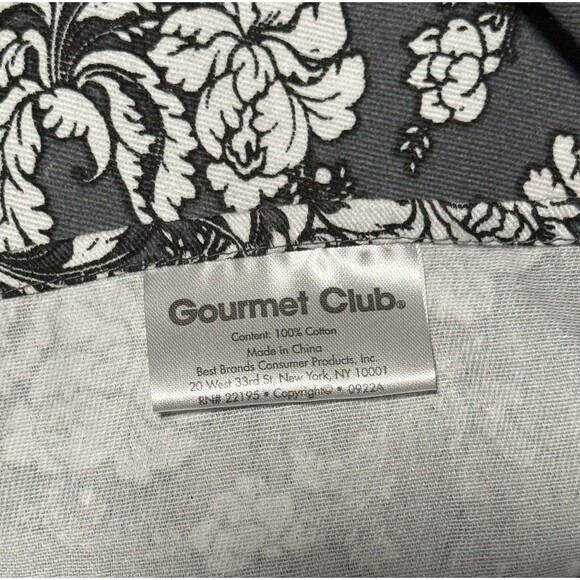 Gourmet Club®
Content: 100% Cotton
Made in China
Best Brands Consumer Products, Inc.
20 West 33rd St, New York, NY 10001
RN# 22195 • Copyright© • 0922A